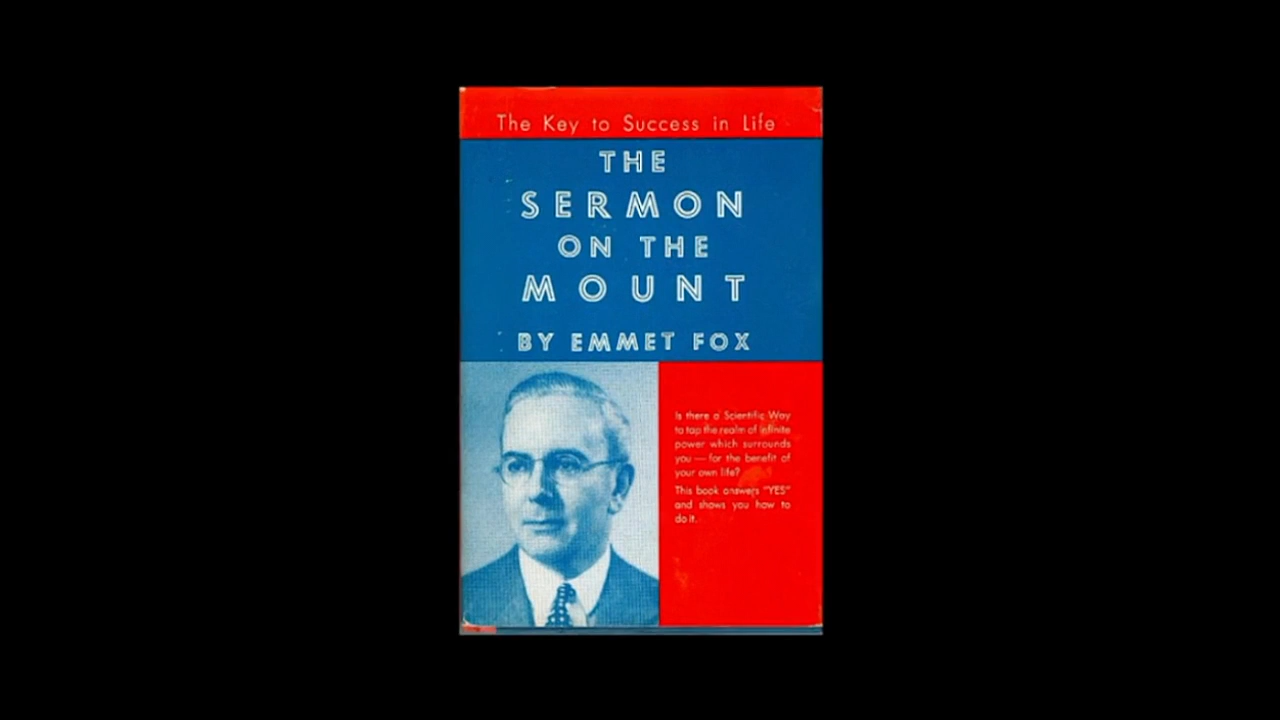 The Key to Success in Life
THE
SERMON
ON THE
MOUNT
BY EMMET FOX
Is there a Scientific Way
to tap the realm of infinite
power which surrounds
you — for the benefit of
your own life?
This book answers "YES"
and shows you how to
do it.